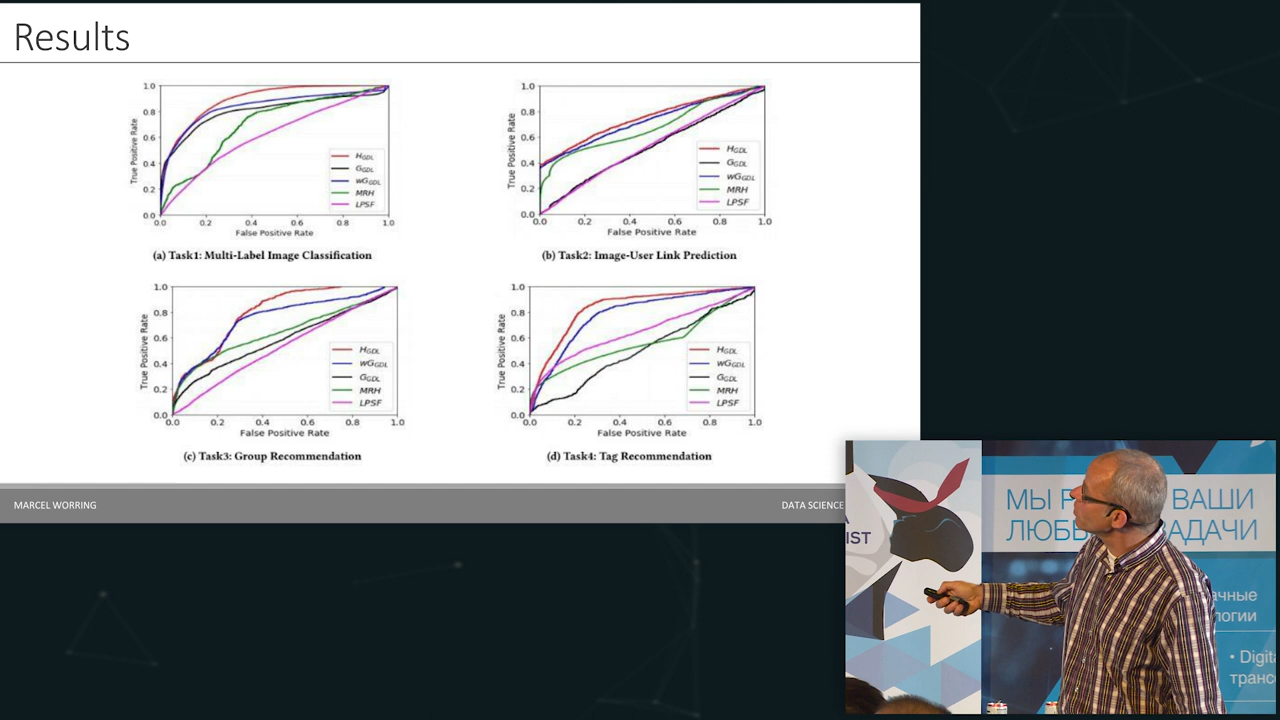 Results
1.0
0.8
0.6
0.4
0.2
0.0
True Positive Rate
0.0 0.2 0.4 0.6 0.8 1.0
False Positive Rate
H_GDL
G_GDL
wG_GDL
MRH
LPSF
(a) Task1: Multi-Label Image Classification
1.0
0.8
0.6
0.4
0.2
0.0
True Positive Rate
0.0 0.2 0.4 0.6 0.8 1.0
False Positive Rate
H_GDL
G_GDL
wG_GDL
MRH
LPSF
(b) Task2: Image-User Link Prediction
1.0
0.8
0.6
0.4
0.2
0.0
True Positive Rate
0.0 0.2 0.4 0.6 0.8 1.0
False Positive Rate
H_GDL
wG_GDL
G_GDL
MRH
LPSF
(c) Task3: Group Recommendation
1.0
0.8
0.6
0.4
0.2
0.0
True Positive Rate
0.0 0.2 0.4 0.6 0.8 1.0
False Positive Rate
H_GDL
wG_GDL
G_GDL
MRH
LPSF
(d) Task4: Tag Recommendation
MARCEL WORRING
DATA SCIENCE
IST
МЫ ВАШИ
• Digit